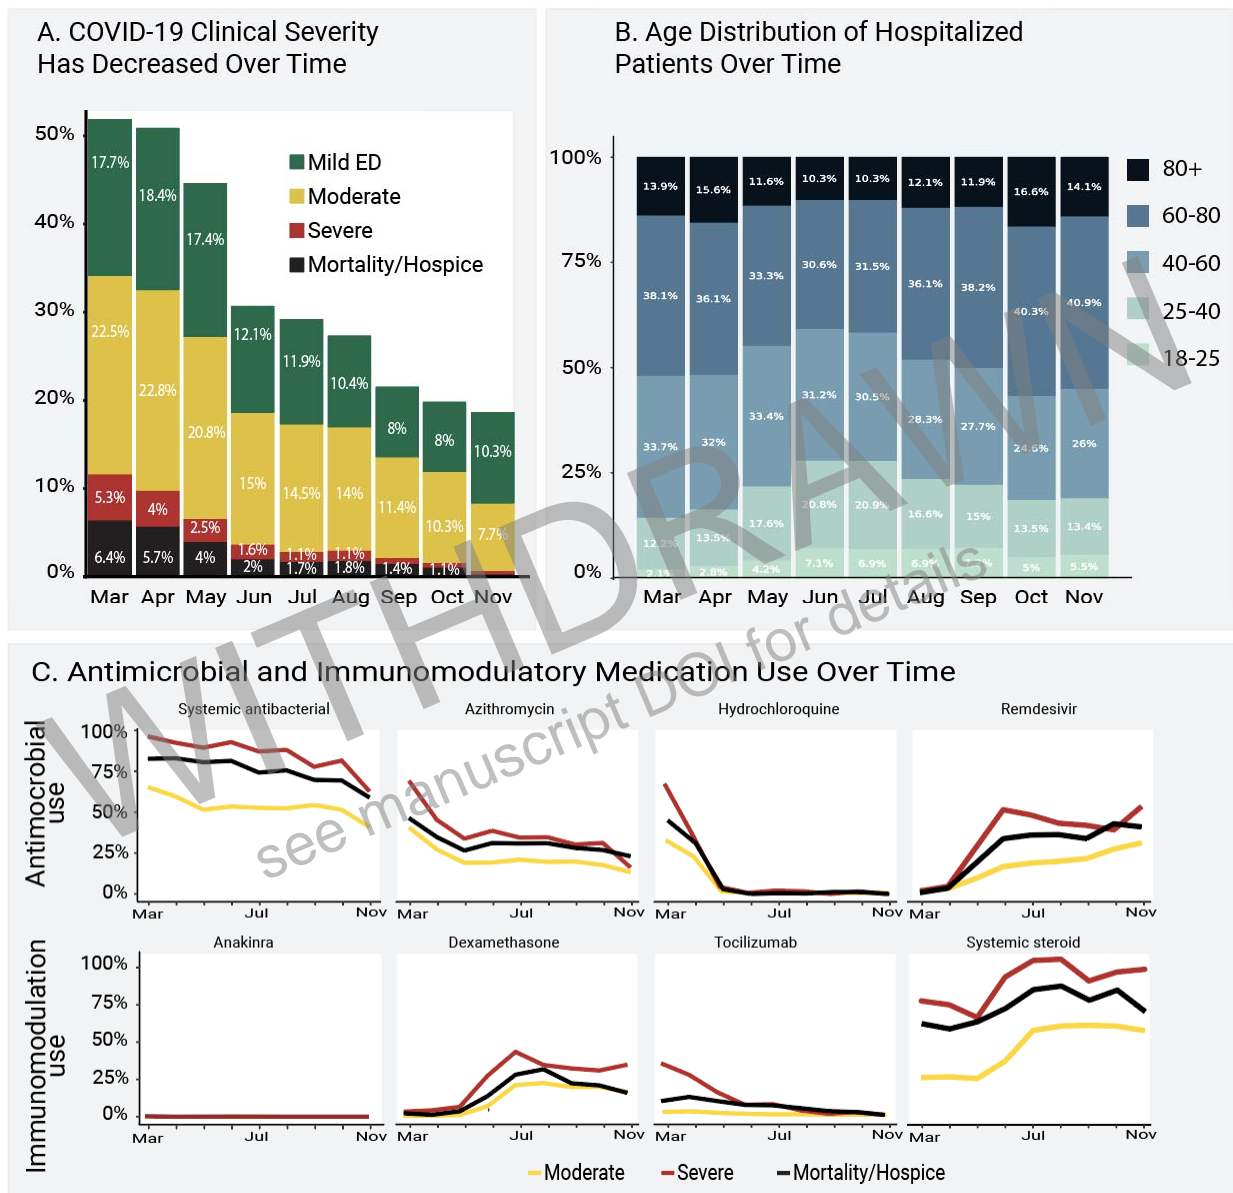 A. COVID-19 Clinical Severity
Has Decreased Over Time
50%
40%
30%
20%
10%
0%
Mild ED
Moderate
Severe
Mortality/Hospice
17.7% 18.4% 17.4% 12.1% 11.9% 10.4% 8% 8% 10.3%
22.5% 22.8% 20.8% 15% 14.5% 14% 11.4% 10.3% 7.7%
5.3% 4% 2.5% 1.6% 1.1% 1.1%
6.4% 5.7% 4% 2% 1.7% 1.8% 1.4% 1.1%
Mar Apr May Jun Jul Aug Sep Oct Nov
B. Age Distribution of Hospitalized
Patients Over Time
100%
75%
50%
25%
0%
80+
60-80
40-60
25-40
18-25
13.9% 15.6% 11.6% 10.3% 10.3% 12.1% 11.9% 16.6% 14.1%
38.1% 36.1% 33.3% 30.6% 31.5% 36.1% 38.2% 40.3% 40.9%
33.7% 32% 33.4% 31.2% 30.5% 28.3% 27.7% 24.6% 26%
12.2% 13.5% 17.6% 20.8% 20.9% 16.6% 15% 13.5% 13.4%
2.1% 2.8% 4.2% 7.1% 6.9% 6.9% 5% 5.5%
Mar Apr May Jun Jul Aug Sep Oct Nov
WITHDRAWN
see manuscript DOI for details
C. Antimicrobial and Immunomodulatory Medication Use Over Time
Antimocrobial
use
Systemic antibacterial Azithromycin Hydrochloroquine Remdesivir
100%
75%
50%
25%
0%
Mar Jul Nov Mar Jul Nov Mar Jul Nov Mar Jul Nov
Immunomodulation
use
Anakinra Dexamethasone Tocilizumab Systemic steroid
100%
75%
50%
25%
0%
Mar Jul Nov Mar Jul Nov Mar Jul Nov Mar Jul Nov
Moderate Severe Mortality/Hospice